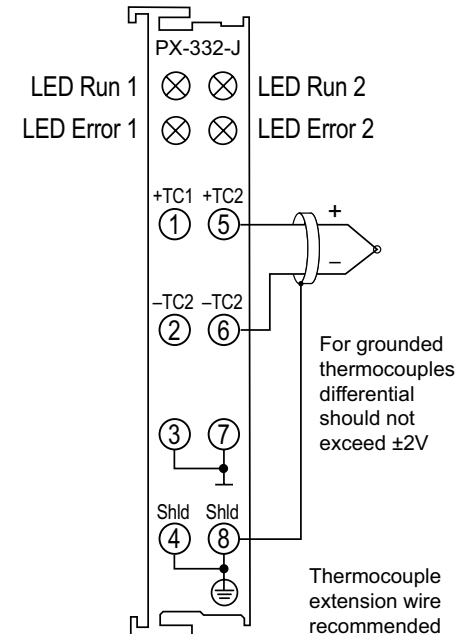 PX-332-J
LED Run 1 LED Run 2
LED Error 1 LED Error 2
+TC1 +TC2
1 5
+
–
–TC2 –TC2
2 6
For grounded
thermocouples
differential
should not
exceed ±2V
3 7
Shld Shld
4 8
Thermocouple
extension wire
recommended